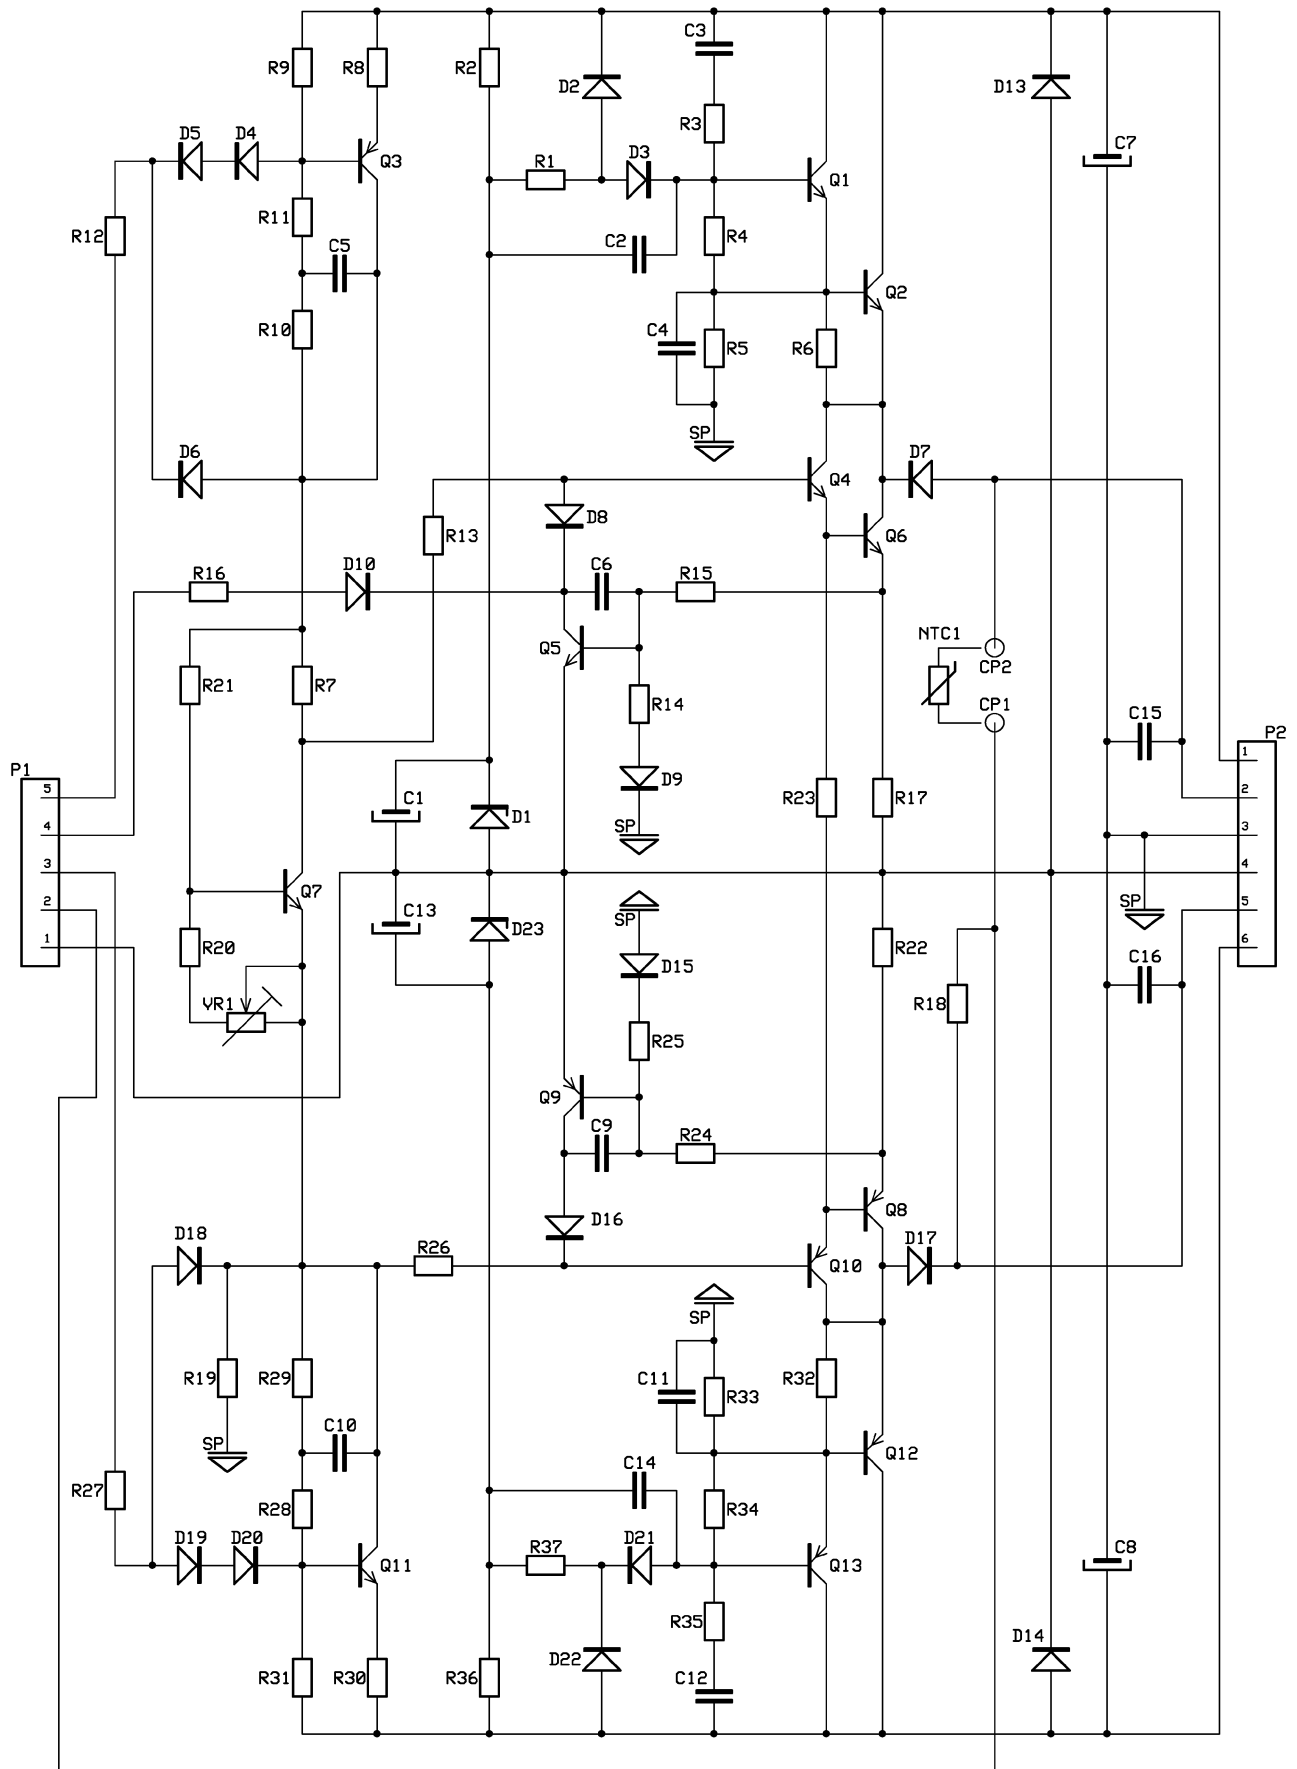 C3
R9 R8 R2 D2 D13
D5 D4 Q3 R3 C7
R1 D3 Q1
R12 R11 C5 C2 R4
Q2
R10 C4 R5 R6
SP
D6 D7
Q4
D8
R13 Q6
R16 D10 C6 R15
NTC1
Q5 CP2
R21 R7 R14 CP1
C15
P2
P1 D9 1
5 C1 R23 R17 2
4 D1 SP 3
3 Q7 4
2 C13 SP SP 5
1 R20 D23 R22 6
D15 C16
VR1 R18
R25
Q9
C9 R24
D18 D16 Q8
R26 D17
Q10
SP
R19 R29 C11 R33 R32
C10
SP Q12
R27 C14
R28 R34
D19 D20 R37 D21 C8
Q11 Q13
R35
D22 D14
R31 R30 R36 C12